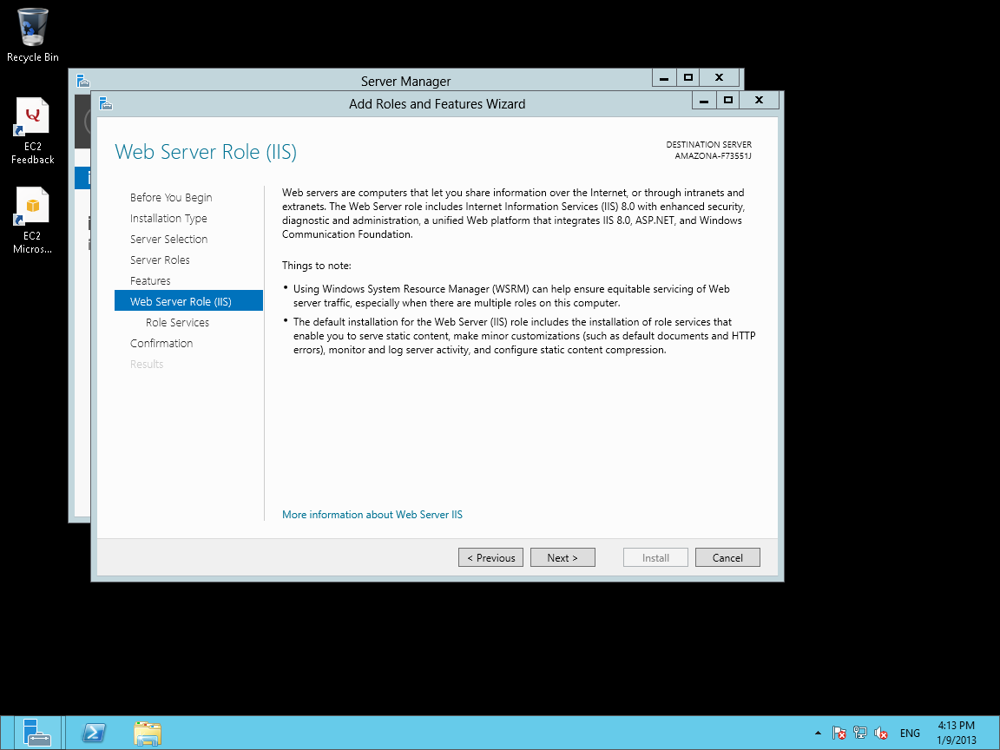 Recycle Bin
EC2
Feedback
EC2
Micros...
Server Manager
Add Roles and Features Wizard
Web Server Role (IIS)
DESTINATION SERVER
AMAZONA-F73551J
Before You Begin
Installation Type
Server Selection
Server Roles
Features
Web Server Role (IIS)
Role Services
Confirmation
Results
Web servers are computers that let you share information over the Internet, or through intranets and
extranets. The Web Server role includes Internet Information Services (IIS) 8.0 with enhanced security,
diagnostic and administration, a unified Web platform that integrates IIS 8.0, ASP.NET, and Windows
Communication Foundation.
Things to note:
• Using Windows System Resource Manager (WSRM) can help ensure equitable servicing of Web
server traffic, especially when there are multiple roles on this computer.
• The default installation for the Web Server (IIS) role includes the installation of role services that
enable you to serve static content, make minor customizations (such as default documents and HTTP
errors), monitor and log server activity, and configure static content compression.
More information about Web Server IIS
< Previous
Next >
Install
Cancel
ENG
4:13 PM
1/9/2013